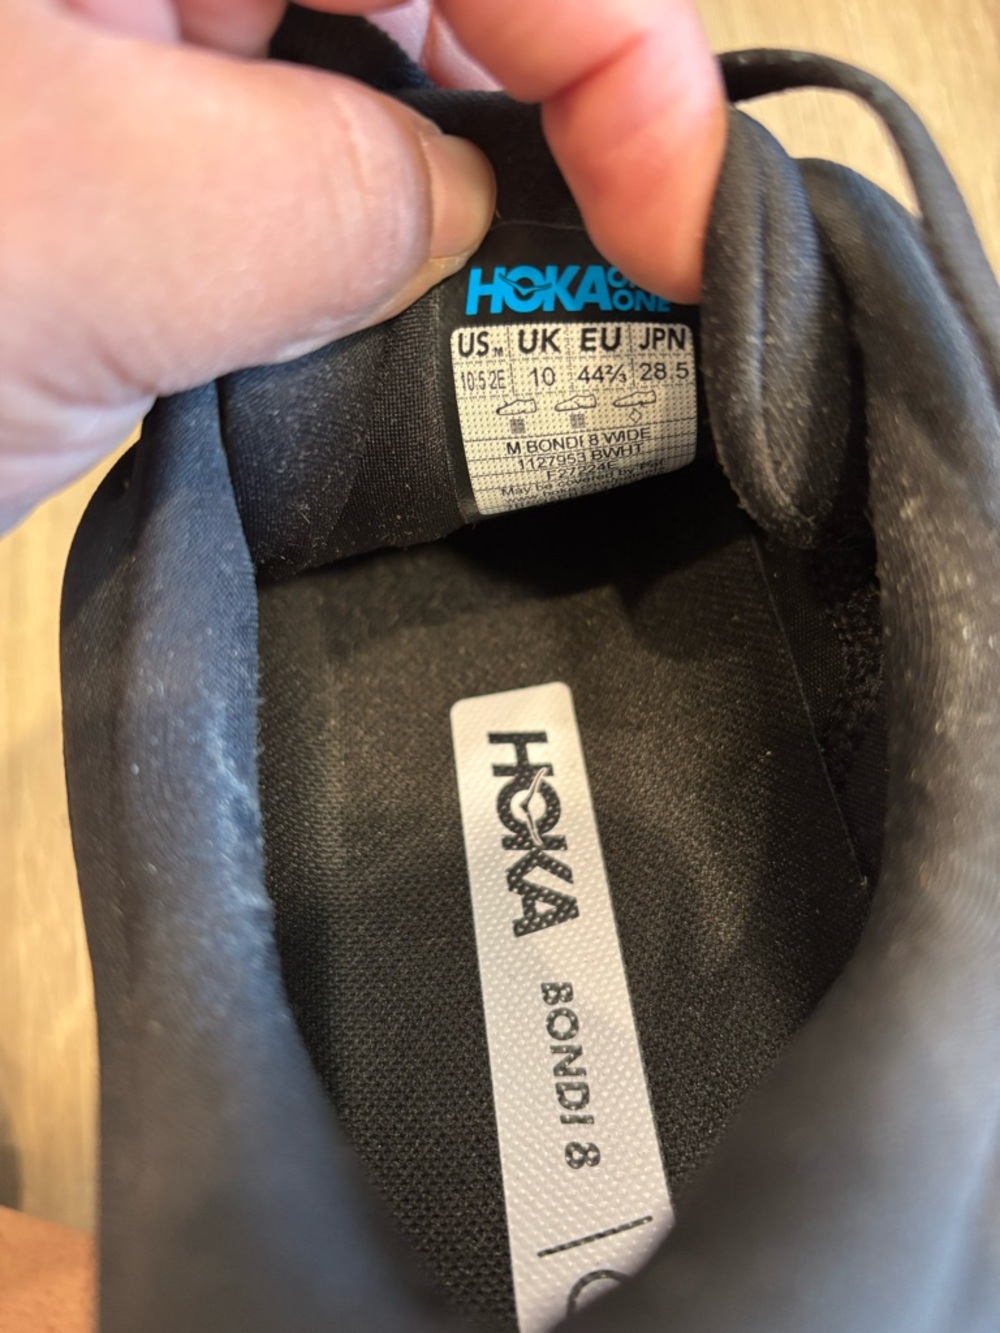 HOKA ONE ONE
US M UK EU JPN
10.5 2E 10 44⅔ 28.5
M BONDI 8 WIDE
1127953 BWHT
HOKA
BONDI 8